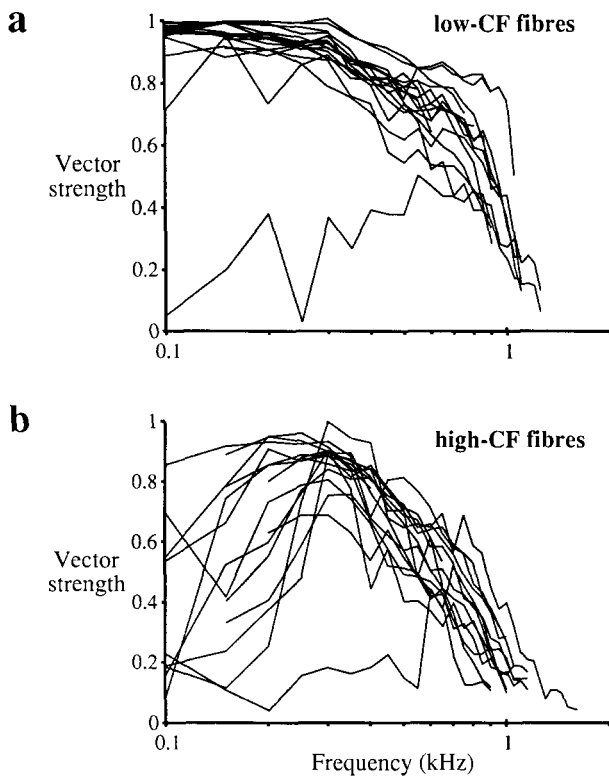 a
low-CF fibres
1
0.8
0.6
Vector
strength
0.4
0.2
0
0.1
1
b
high-CF fibres
1
0.8
0.6
Vector
strength
0.4
0.2
0
0.1
1
Frequency (kHz)